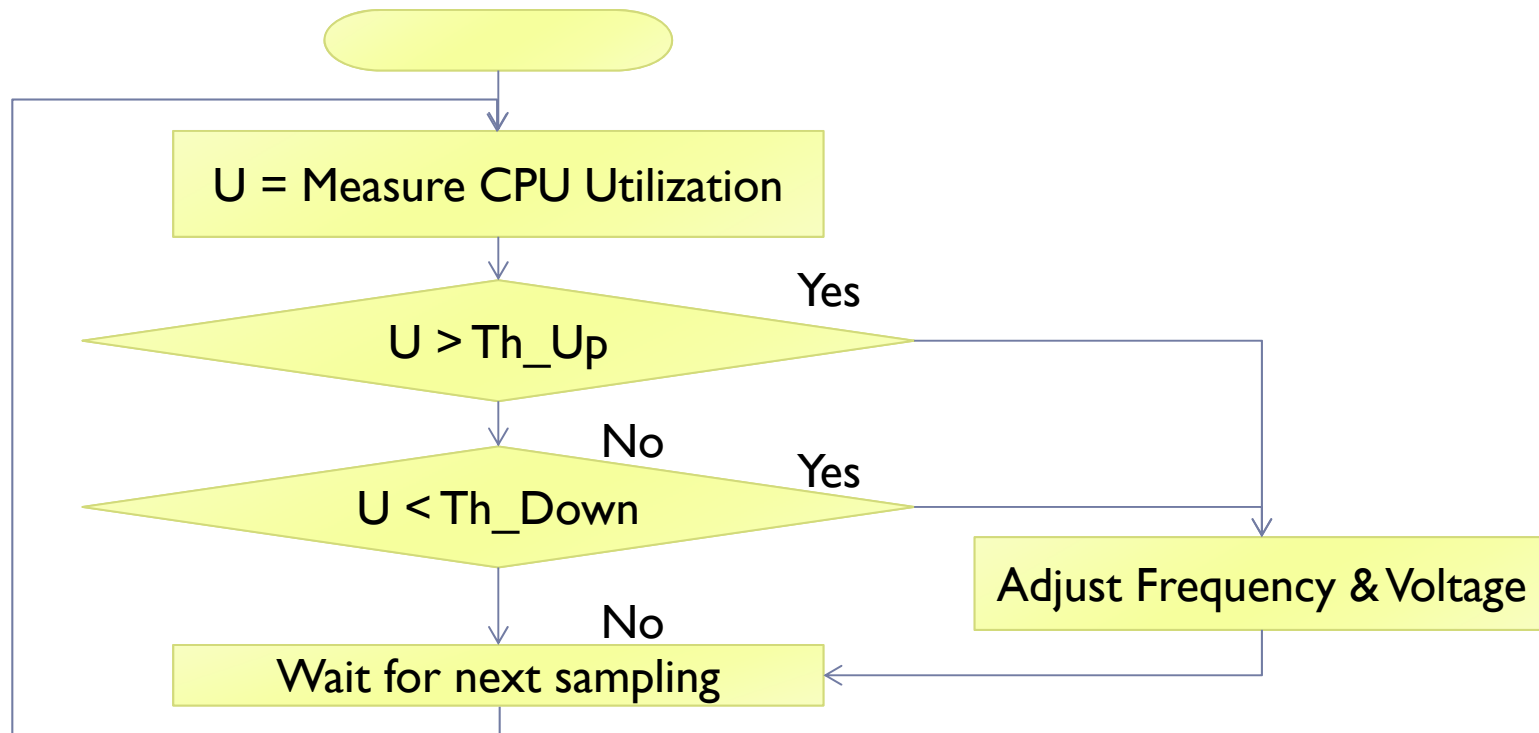 U = Measure CPU Utilization
Yes
U > Th_Up
No
Yes
U < Th_Down
Adjust Frequency & Voltage
No
Wait for next sampling